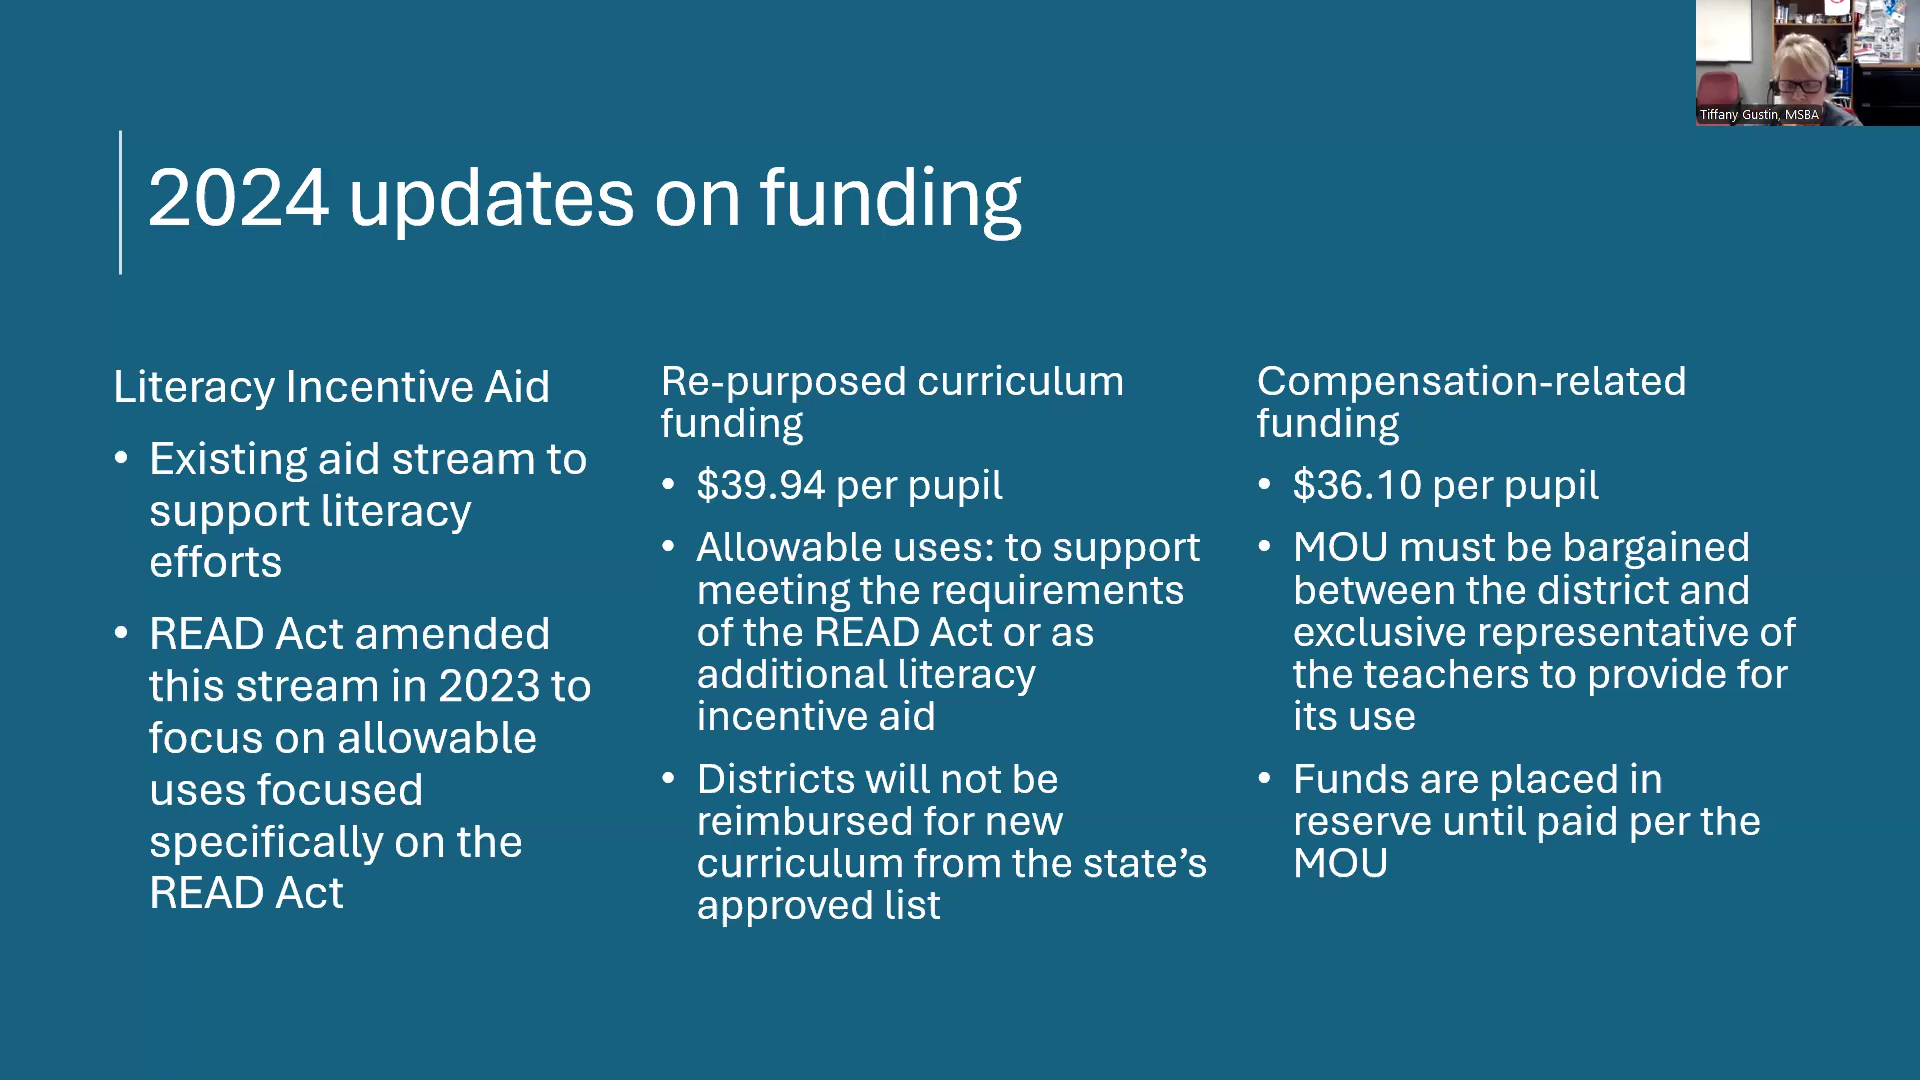 Tiffany Gustin, MSBA
2024 updates on funding
Literacy Incentive Aid
• Existing aid stream to
support literacy
efforts
• READ Act amended
this stream in 2023 to
focus on allowable
uses focused
specifically on the
READ Act
Re-purposed curriculum
funding
• $39.94 per pupil
• Allowable uses: to support
meeting the requirements
of the READ Act or as
additional literacy
incentive aid
• Districts will not be
reimbursed for new
curriculum from the state’s
approved list
Compensation-related
funding
• $36.10 per pupil
• MOU must be bargained
between the district and
exclusive representative of
the teachers to provide for
its use
• Funds are placed in
reserve until paid per the
MOU